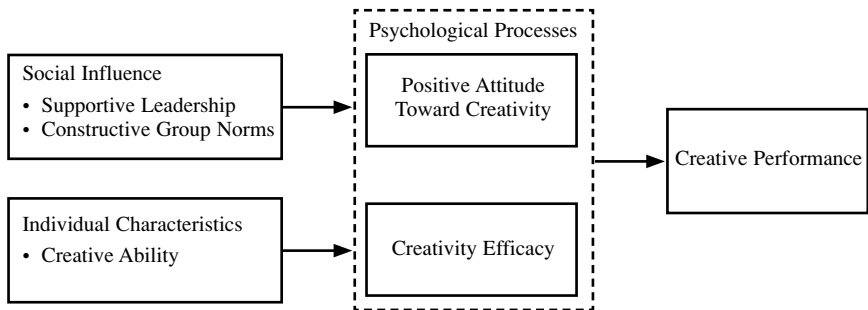 Social Influence
• Supportive Leadership
• Constructive Group Norms
Individual Characteristics
• Creative Ability
Psychological Processes
Positive Attitude
Toward Creativity
Creativity Efficacy
Creative Performance